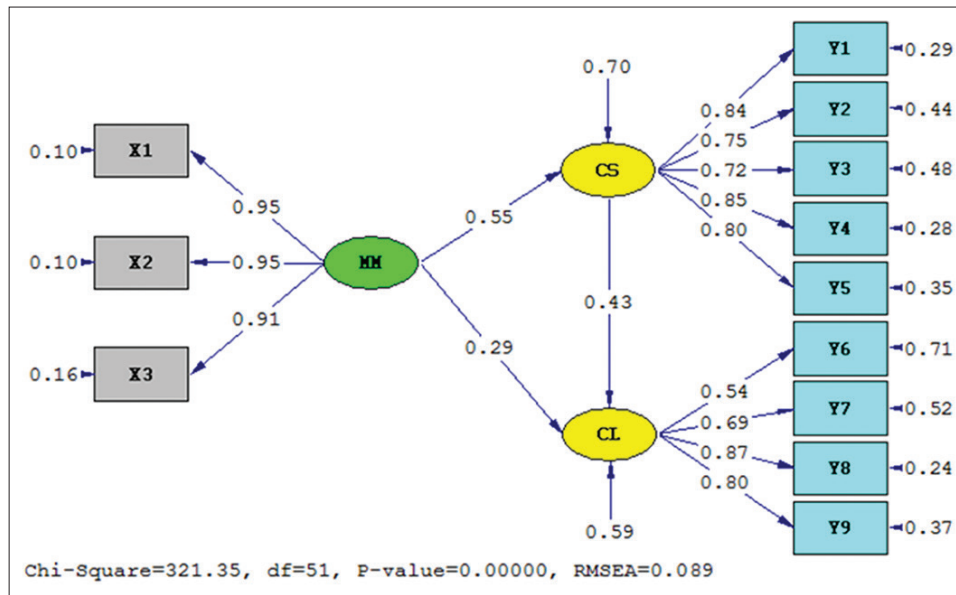 0.70
Y1
0.29
0.84
Y2
0.44
0.75
0.10
X1
CS
0.72
Y3
0.48
0.95
0.55
0.85
Y4
0.28
0.80
0.10
X2
0.95
MM
Y5
0.35
0.43
0.91
0.29
Y6
0.71
0.16
X3
0.54
Y7
0.52
0.69
CL
0.87
Y8
0.24
0.80
0.59
Y9
0.37
Chi-Square=321.35, df=51, P-value=0.00000, RMSEA=0.089